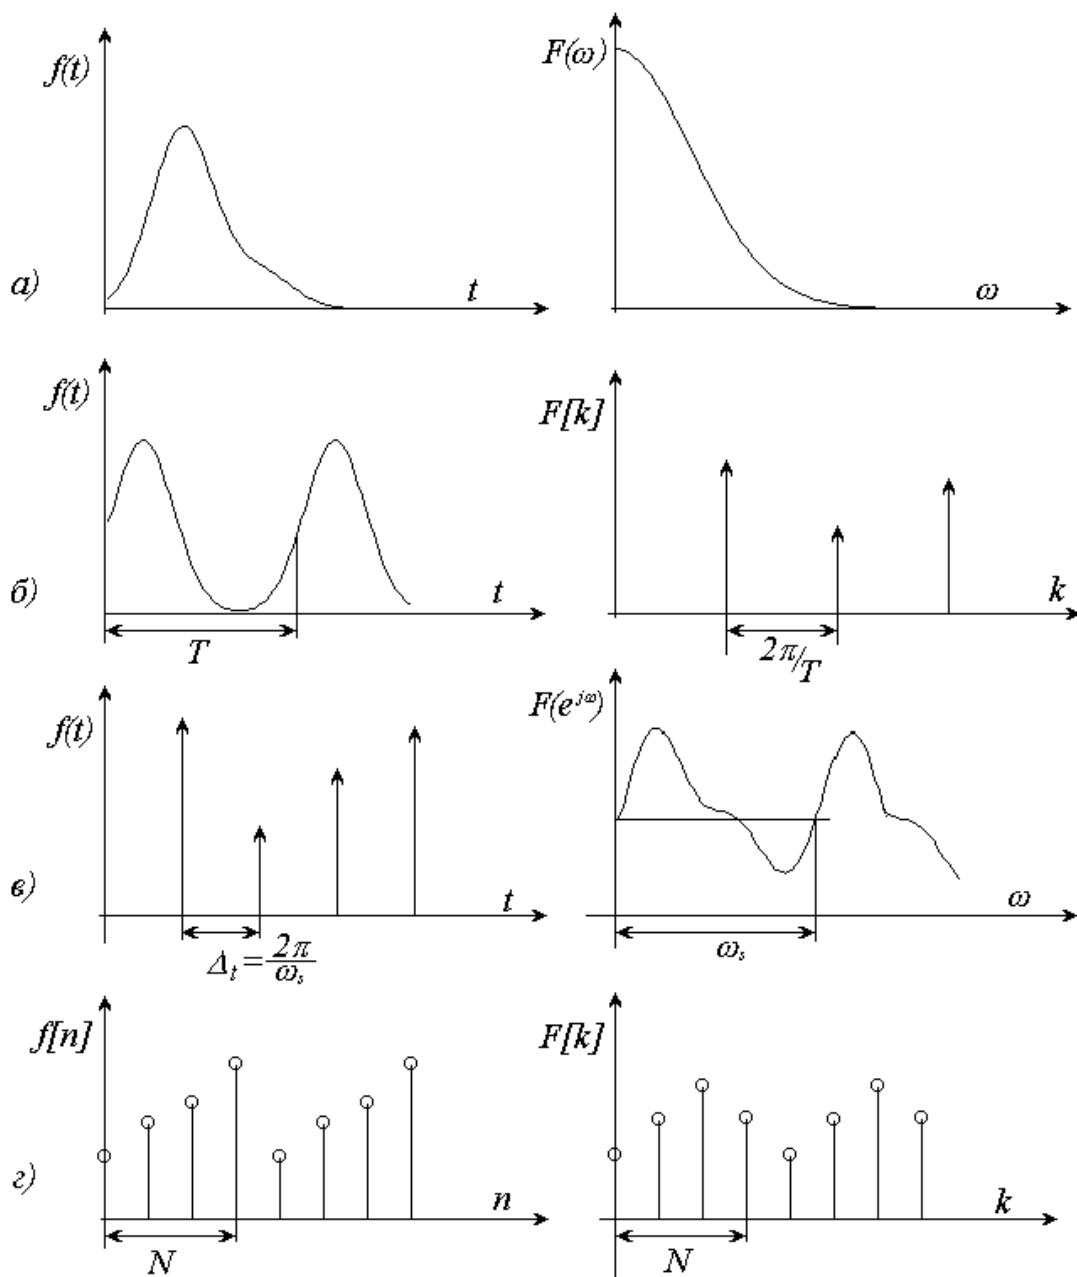 f(t)
F(ω)
а)
t
ω
f(t)
F[k]
б)
t
k
T
2π/T
f(t)
F(e^{jω})
в)
t
ω
Δ_t = 2π/ω_s
ω_s
f[n]
F[k]
г)
n
k
N
N